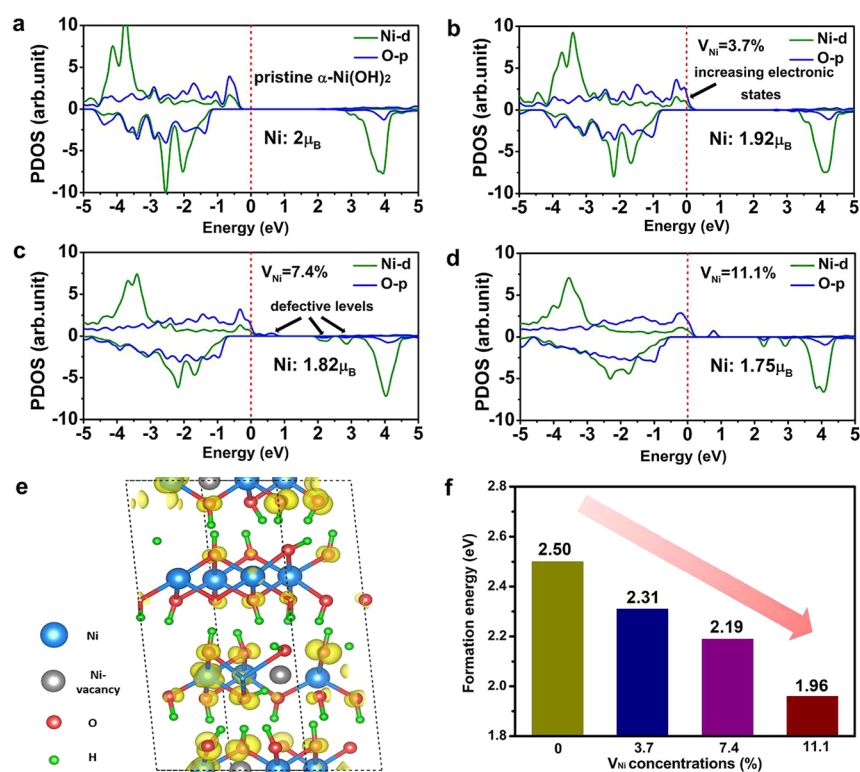 a
PDOS (arb.unit)
10
5
0
-5
-10
Ni-d
O-p
pristine α-Ni(OH)₂
Ni: 2μB
-5 -4 -3 -2 -1 0 1 2 3 4 5
Energy (eV)
b
PDOS (arb.unit)
10
5
0
-5
-10
VNi=3.7%
Ni-d
O-p
increasing electronic
states
Ni: 1.92μB
-5 -4 -3 -2 -1 0 1 2 3 4 5
Energy (eV)
c
PDOS (arb.unit)
10
5
0
-5
-10
VNi=7.4%
Ni-d
O-p
defective levels
Ni: 1.82μB
-5 -4 -3 -2 -1 0 1 2 3 4 5
Energy (eV)
d
PDOS (arb.unit)
10
5
0
-5
-10
VNi=11.1%
Ni-d
O-p
Ni: 1.75μB
-5 -4 -3 -2 -1 0 1 2 3 4 5
Energy (eV)
e
Ni
Ni-
vacancy
O
H
f
Formation energy (eV)
2.8
2.6
2.4
2.2
2.0
1.8
2.50
2.31
2.19
1.96
0 3.7 7.4 11.1
VNi concentrations (%)